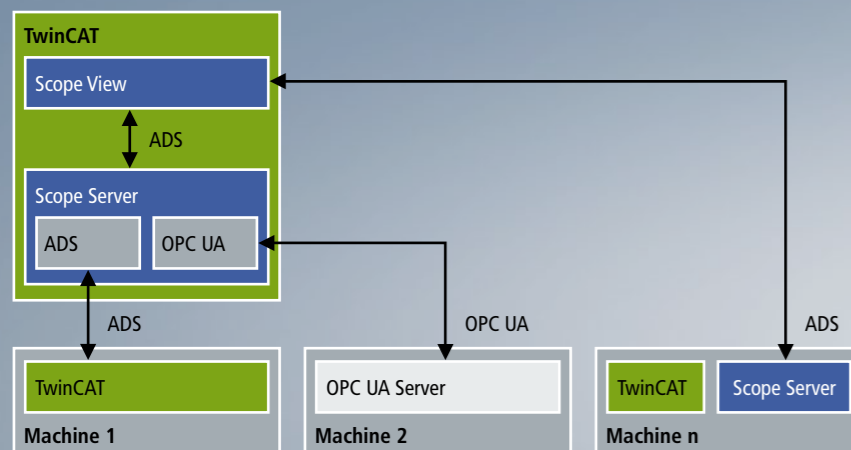 TwinCAT
Scope View
ADS
Scope Server
ADS
OPC UA
ADS
OPC UA
ADS
TwinCAT
Machine 1
OPC UA Server
Machine 2
TwinCAT
Scope Server
Machine n